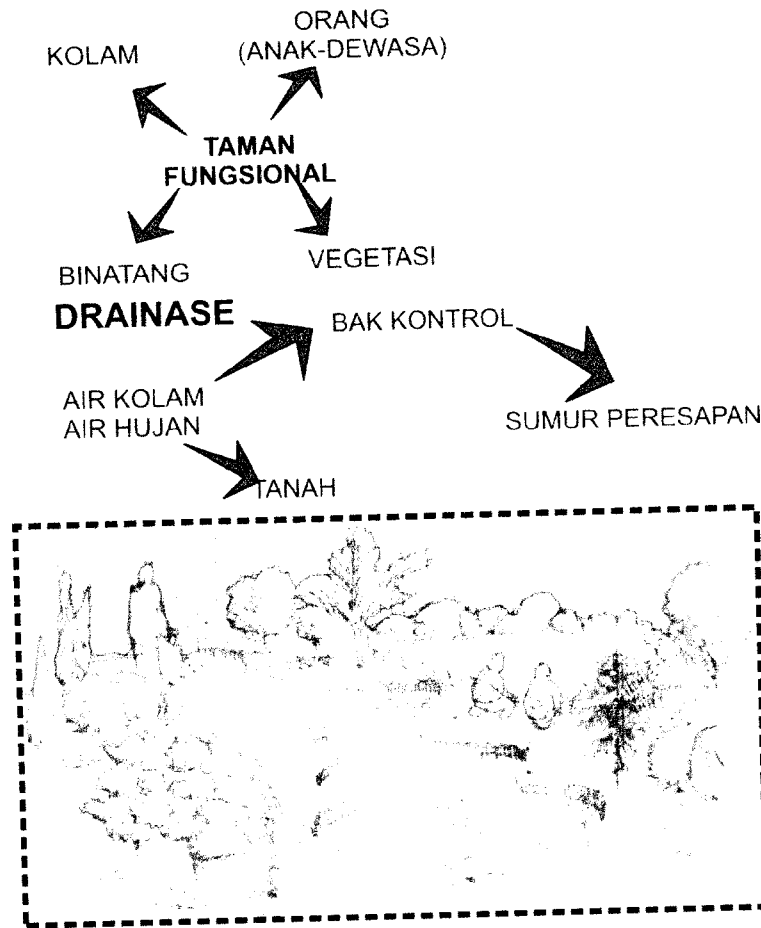 ORANG
(ANAK-DEWASA)
KOLAM
TAMAN
FUNGSIONAL
BINATANG
VEGETASI
DRAINASE
BAK KONTROL
AIR KOLAM
AIR HUJAN
SUMUR PERESAPAN
TANAH